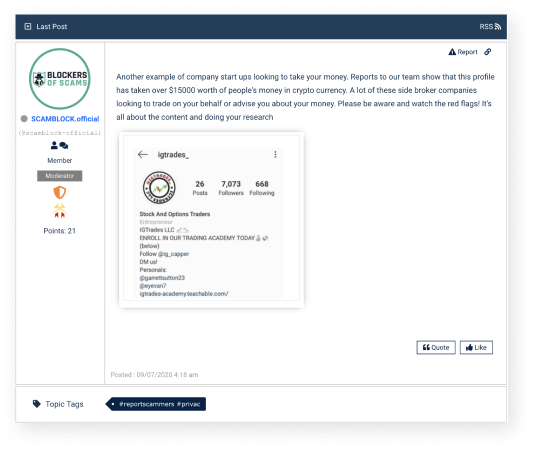 Last Post
RSS
Report
BLOCKERS
OF SCAMS
SCAMBLOCK.official
(@scamblock-official)
Member
Moderator
Points: 21
Another example of company start ups looking to take your money. Reports to our team show that this profile
has taken over $15000 worth of people's money in crypto currency. A lot of these side broker companies
looking to trade on your behalf or advise you about your money. Please be aware and watch the red flags! It's
all about the content and doing your research
igtrades_
26 7,073 668
Posts Followers Following
Stock And Options Traders
Entrepreneur
IGTrades LLC
ENROLL IN OUR TRADING ACADEMY TODAY
(below)
Follow @ig_capper
DM us!
Personals:
@garrettsutton23
@eyevan7
igtrades-academy.teachable.com/
Quote Like
Posted : 09/07/2020 4:18 am
Topic Tags
#reportscammers #privac